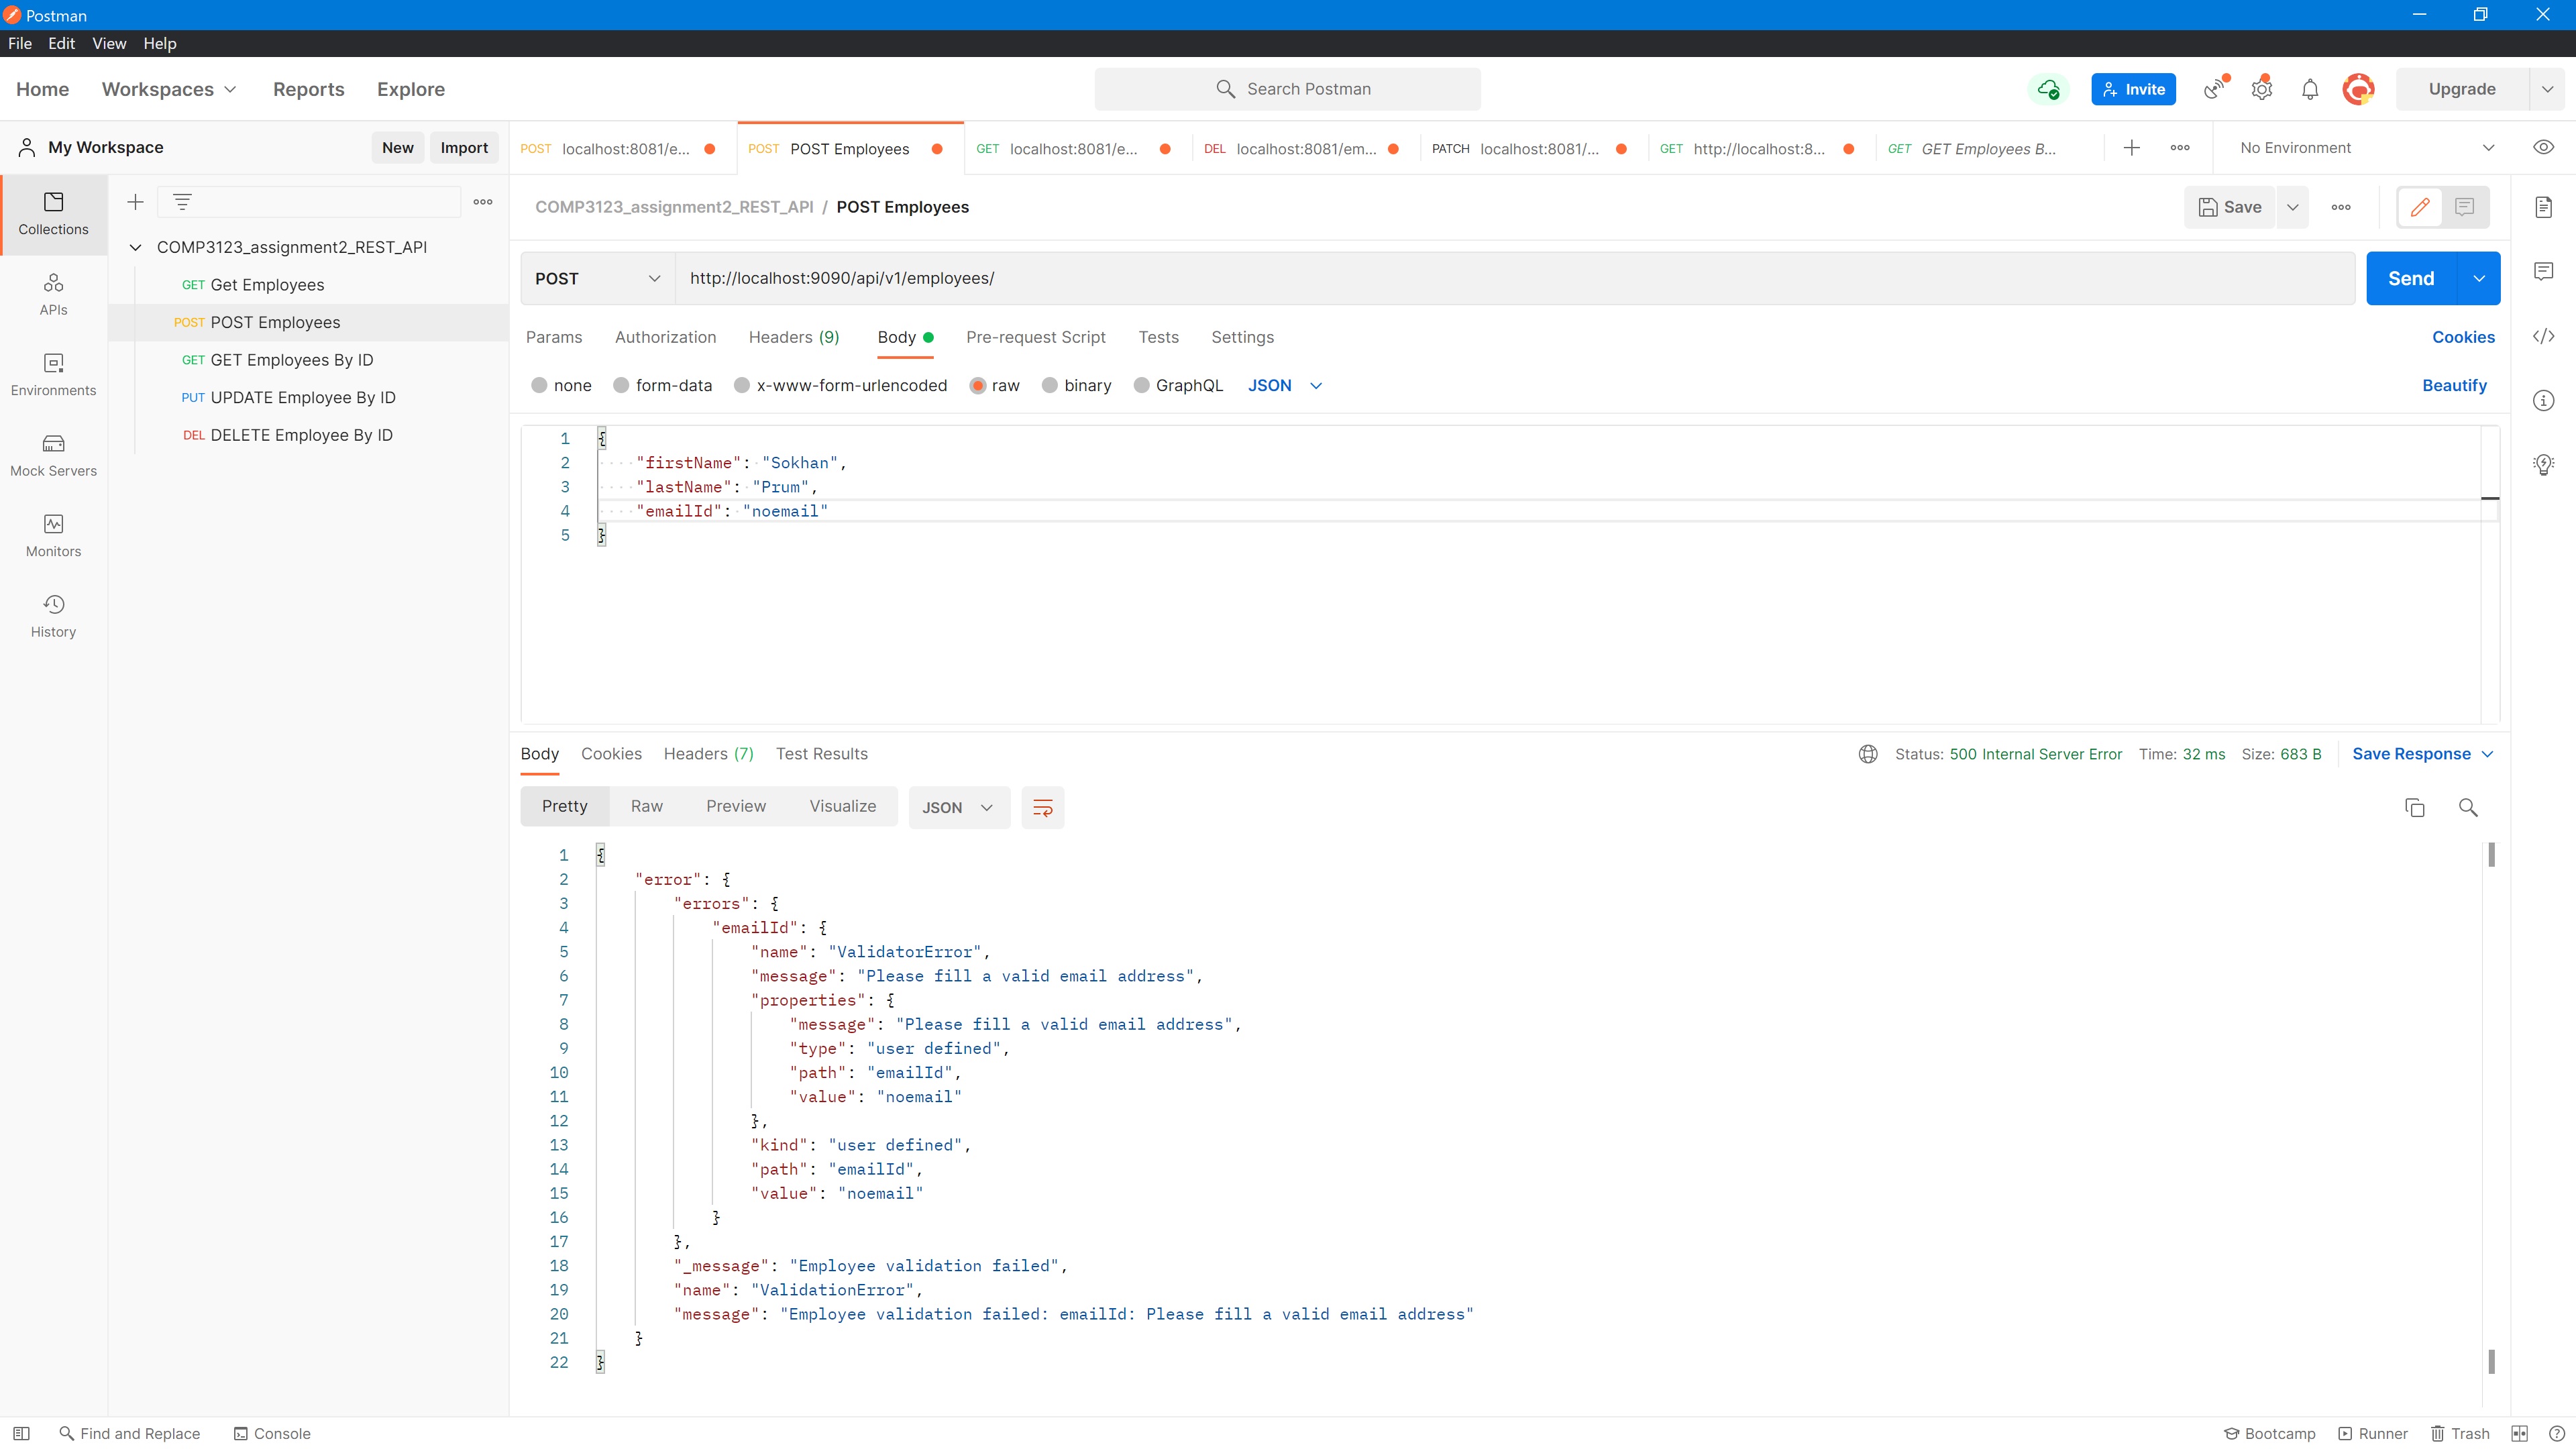 Postman
File Edit View Help
Home Workspaces Reports Explore Search Postman Invite Upgrade
My Workspace New Import POST localhost:8081/e... POST POST Employees GET localhost:8081/e... DEL localhost:8081/em... PATCH localhost:8081/... GET http://localhost:8... GET GET Employees B... No Environment
Collections
APIs
Environments
Mock Servers
Monitors
History
COMP3123_assignment2_REST_API
GET Get Employees
POST POST Employees
GET GET Employees By ID
PUT UPDATE Employee By ID
DEL DELETE Employee By ID
COMP3123_assignment2_REST_API / POST Employees Save
POST http://localhost:9090/api/v1/employees/ Send
Params Authorization Headers (9) Body Pre-request Script Tests Settings Cookies
none form-data x-www-form-urlencoded raw binary GraphQL JSON Beautify
1 {
2 "firstName": "Sokhan",
3 "lastName": "Prum",
4 "emailId": "noemail"
5 }
Body Cookies Headers (7) Test Results Status: 500 Internal Server Error Time: 32 ms Size: 683 B Save Response
Pretty Raw Preview Visualize JSON
1 {
2 "error": {
3 "errors": {
4 "emailId": {
5 "name": "ValidatorError",
6 "message": "Please fill a valid email address",
7 "properties": {
8 "message": "Please fill a valid email address",
9 "type": "user defined",
10 "path": "emailId",
11 "value": "noemail"
12 },
13 "kind": "user defined",
14 "path": "emailId",
15 "value": "noemail"
16 }
17 },
18 "_message": "Employee validation failed",
19 "name": "ValidationError",
20 "message": "Employee validation failed: emailId: Please fill a valid email address"
21 }
22 }
Find and Replace Console Bootcamp Runner Trash